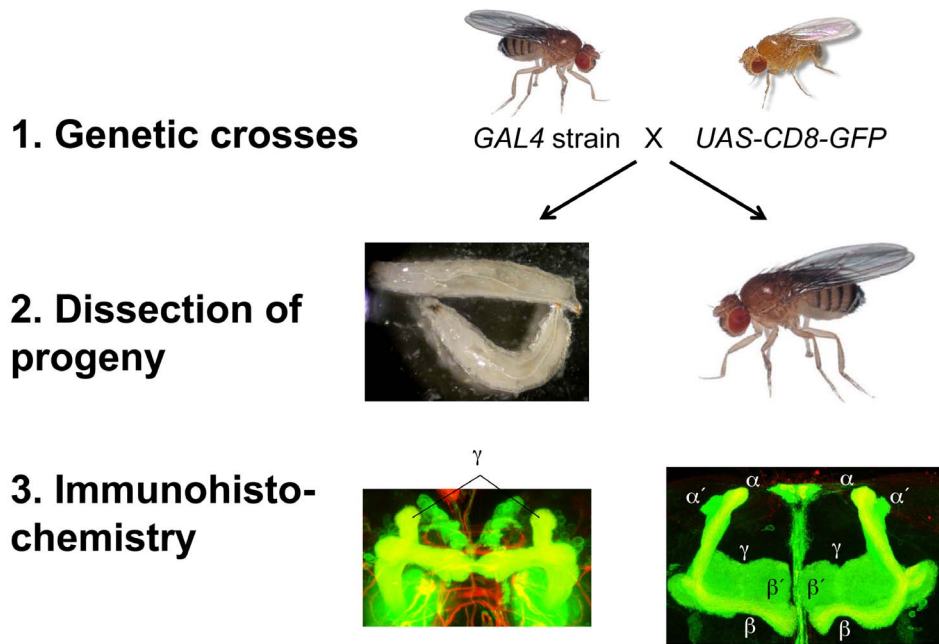 1. Genetic crosses
GAL4 strain X UAS-CD8-GFP
2. Dissection of
progeny
3. Immunohisto-
chemistry
γ
α´ α α α´
γ γ
β´ β´
β β